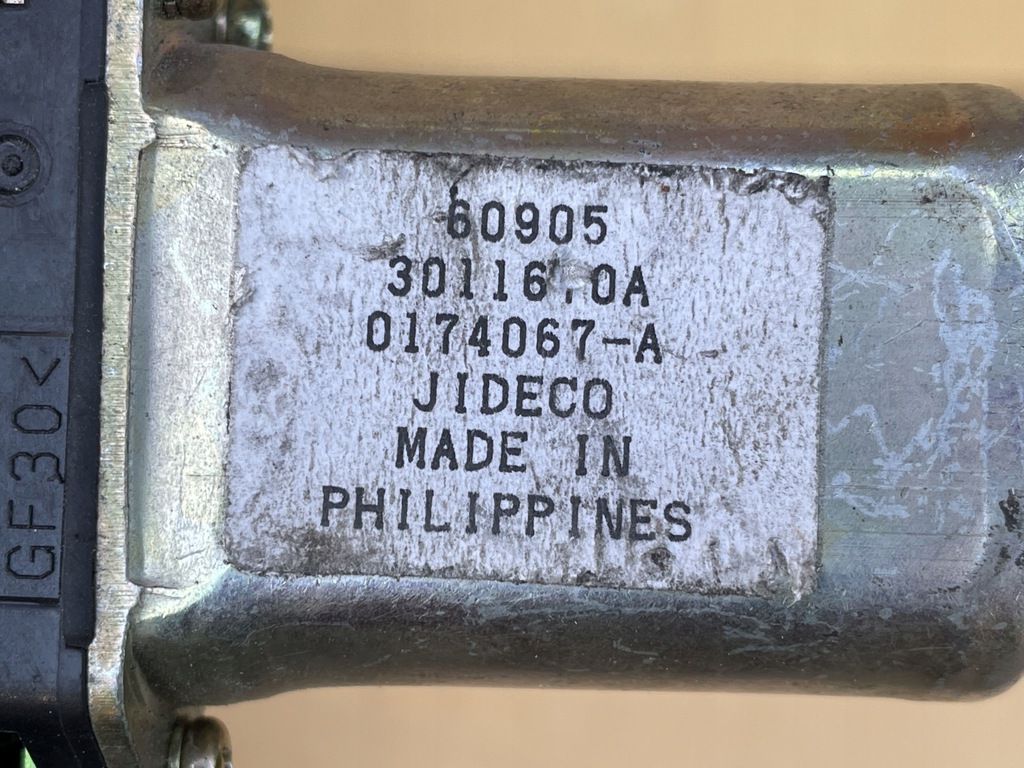 60905
30116.0A
0174067-A
JIDECO
MADE IN
PHILIPPINES
GF30<